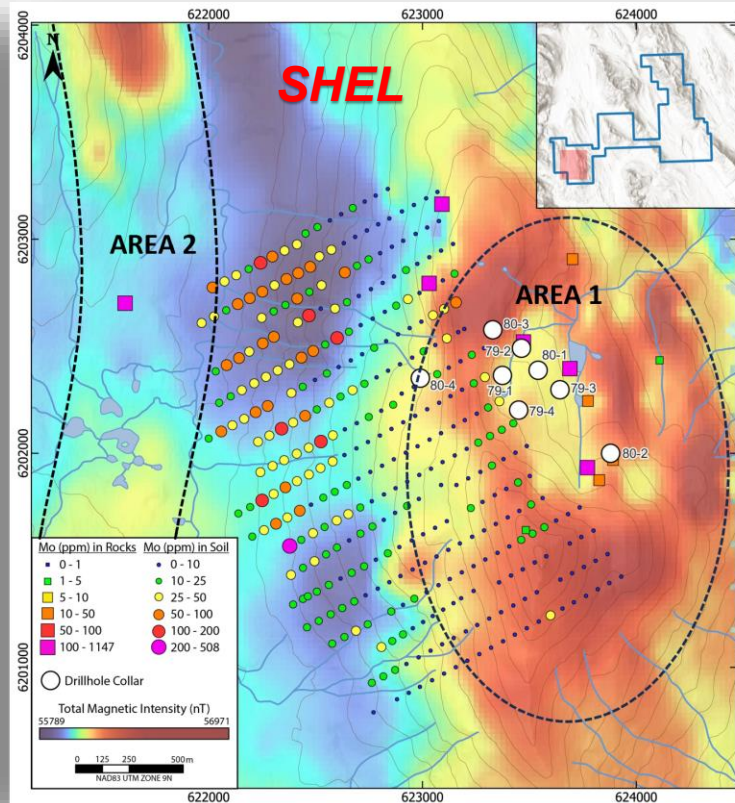 622000 623000 624000
6204000
N
SHEL
AREA 2
6203000
AREA 1
80-3
79-2
80-1
80-4
79-1
79-3
79-4
6202000
80-2
Mo (ppm) in Rocks Mo (ppm) in Soil
0 - 1 0 - 10
1 - 5 10 - 25
5 - 10 25 - 50
10 - 50 50 - 100
50 - 100 100 - 200
100 - 1147 200 - 508
Drillhole Collar
6201000
Total Magnetic Intensity (nT)
55789 56971
0 125 250 500m
NAD83 UTM ZONE 9N
622000 623000 624000